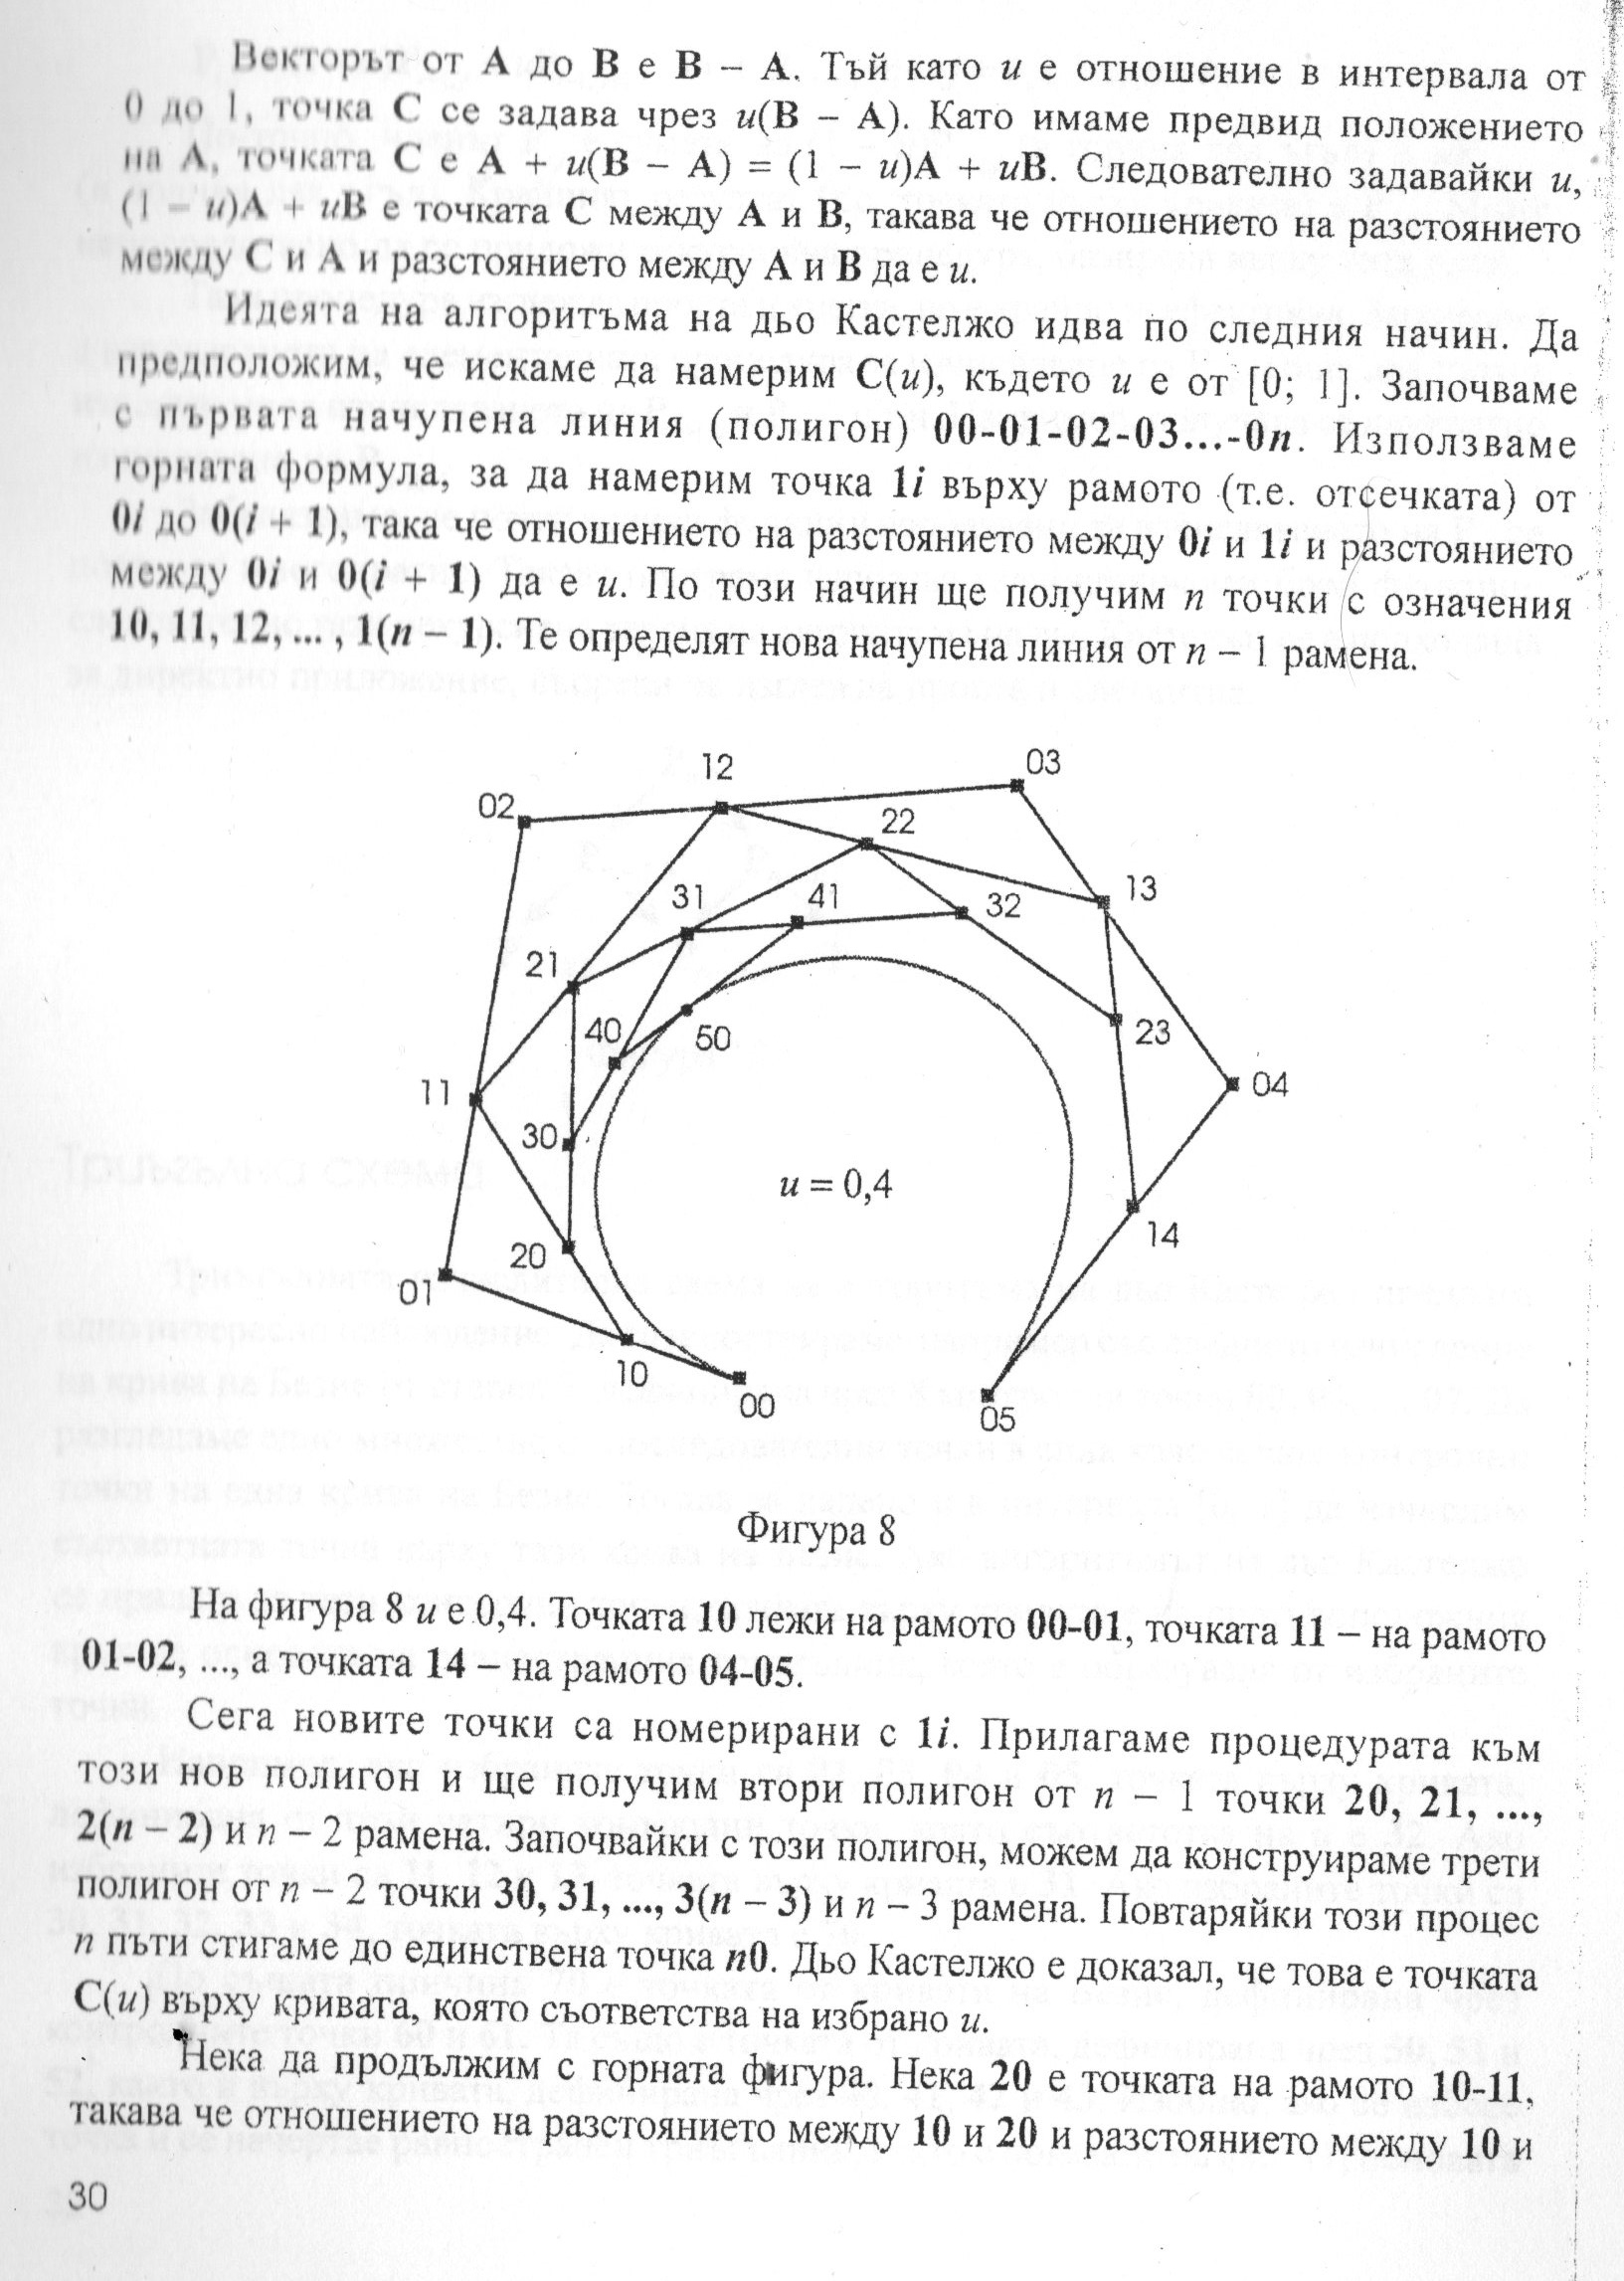 Векторът от А до В е В – А. Тъй като u е отношение в интервала от
0 до 1, точка С се задава чрез u(В – А). Като имаме предвид положението
на А, точката С е А + u(В – А) = (1 – u)А + uВ. Следователно задавайки u,
(1 – u)А + uВ е точката С между А и В, такава че отношението на разстоянието
между С и А и разстоянието между А и В да е u.
Идеята на алгоритъма на дьо Кастелжо идва по следния начин. Да
предположим, че искаме да намерим С(u), където u е от [0; 1]. Започваме
с първата начупена линия (полигон) 00-01-02-03...-0n. Използваме
горната формула, за да намерим точка 1i върху рамото (т.е. отсечката) от
0i до 0(i + 1), така че отношението на разстоянието между 0i и 1i и разстоянието
между 0i и 0(i + 1) да е u. По този начин ще получим n точки с означения
10, 11, 12, ... , 1(n – 1). Те определят нова начупена линия от n – 1 рамена.
03
12
02
22
13
31
41
32
21
40
50
23
04
11
30
u = 0,4
14
20
01
10
00
05
Фигура 8
На фигура 8 u е 0,4. Точката 10 лежи на рамото 00-01, точката 11 – на рамото
01-02, ..., а точката 14 – на рамото 04-05.
Сега новите точки са номерирани с 1i. Прилагаме процедурата към
този нов полигон и ще получим втори полигон от n – 1 точки 20, 21, ...,
2(n – 2) и n – 2 рамена. Започвайки с този полигон, можем да конструираме трети
полигон от n – 2 точки 30, 31, ..., 3(n – 3) и n – 3 рамена. Повтаряйки този процес
n пъти стигаме до единствена точка n0. Дьо Кастелжо е доказал, че това е точката
С(u) върху кривата, която съответства на избрано u.
Нека да продължим с горната фигура. Нека 20 е точката на рамото 10-11,
такава че отношението на разстоянието между 10 и 20 и разстоянието между 10 и
30